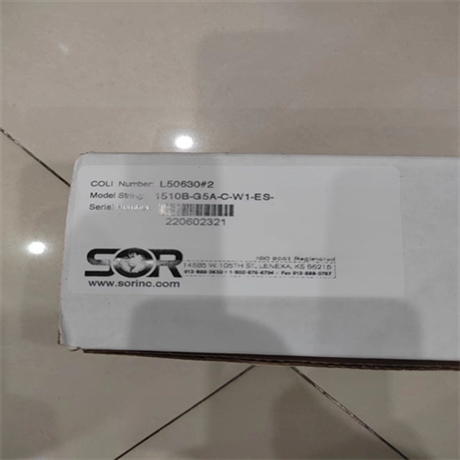 COLI Number: L50630#2
Model String: 1510B-G5A-C-W1-ES-
Serial Number:
220602321
SOR
ISO 9001 Registered
14685 W. 105TH ST, LENEXA, KS 66215
www.sorinc.com